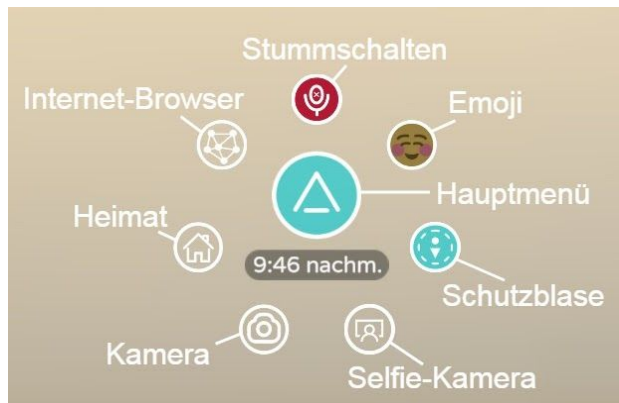 Stummschalten
Internet-Browser
Emoji
Hauptmenü
Heimat
9:46 nachm.
Schutzblase
Kamera
Selfie-Kamera